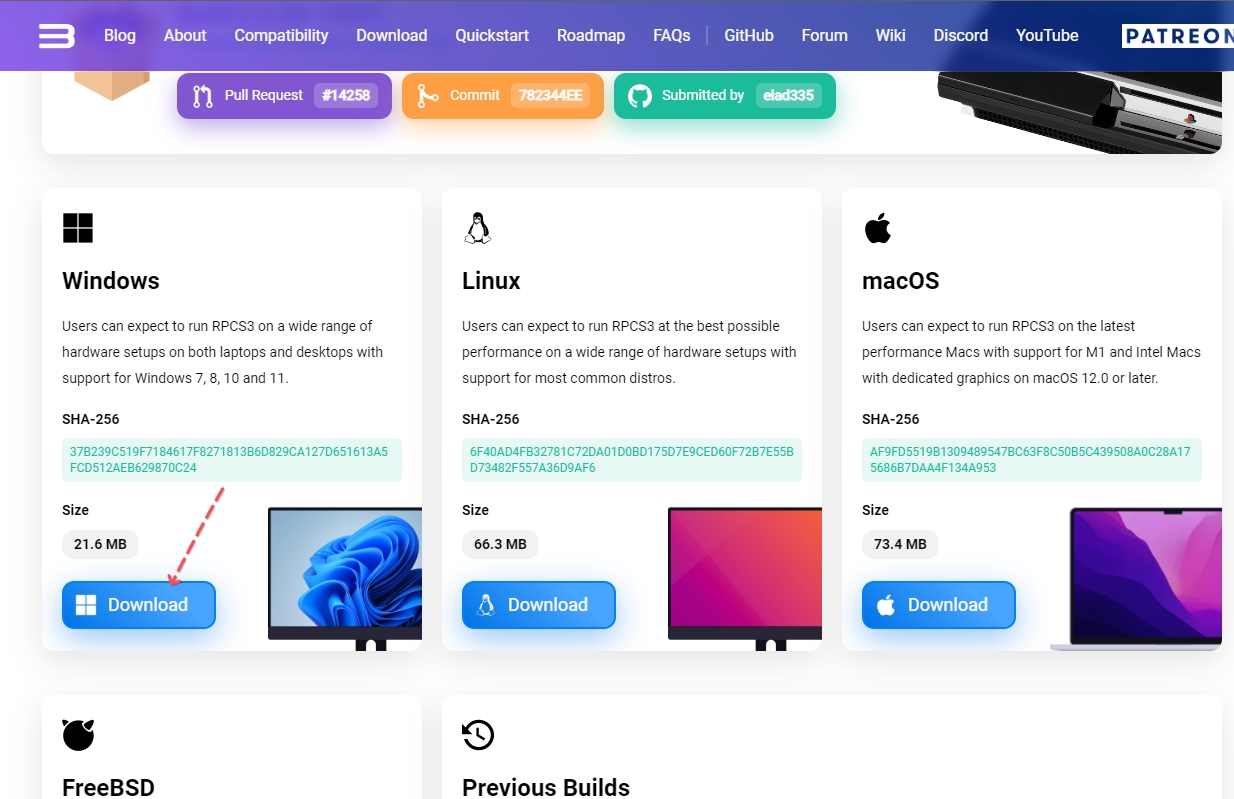 Blog About Compatibility Download Quickstart Roadmap FAQs GitHub Forum Wiki Discord YouTube PATREON
Pull Request #14258 Commit 782344EE Submitted by elad335
Windows
Users can expect to run RPCS3 on a wide range of
hardware setups on both laptops and desktops with
support for Windows 7, 8, 10 and 11.
SHA-256
37B239C519F7184617F8271813B6D829CA127D651613A5
FCD512AEB629870C24
Size
21.6 MB
Download
Linux
Users can expect to run RPCS3 at the best possible
performance on a wide range of hardware setups with
support for most common distros.
SHA-256
6F40AD4FB32781C72DA01D0BD175D7E9CED60F72B7E55B
D73482F557A36D9AF6
Size
66.3 MB
Download
macOS
Users can expect to run RPCS3 on the latest
performance Macs with support for M1 and Intel Macs
with dedicated graphics on macOS 12.0 or later.
SHA-256
AF9FD5519B1309489547BC63F8C50B5C439508A0C28A17
5686B7DAA4F134A953
Size
73.4 MB
Download
FreeBSD
Previous Builds